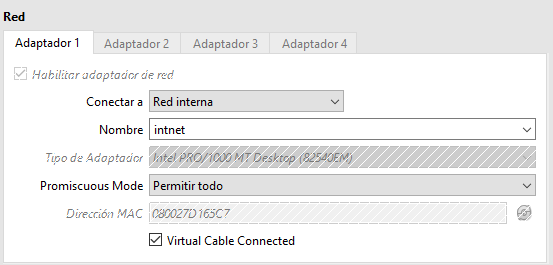 Red
Adaptador 1 Adaptador 2 Adaptador 3 Adaptador 4
Habilitar adaptador de red
Conectar a Red interna
Nombre intnet
Tipo de Adaptador Intel PRO/1000 MT Desktop (82540EM)
Promiscuous Mode Permitir todo
Dirección MAC 080027D165C7
Virtual Cable Connected